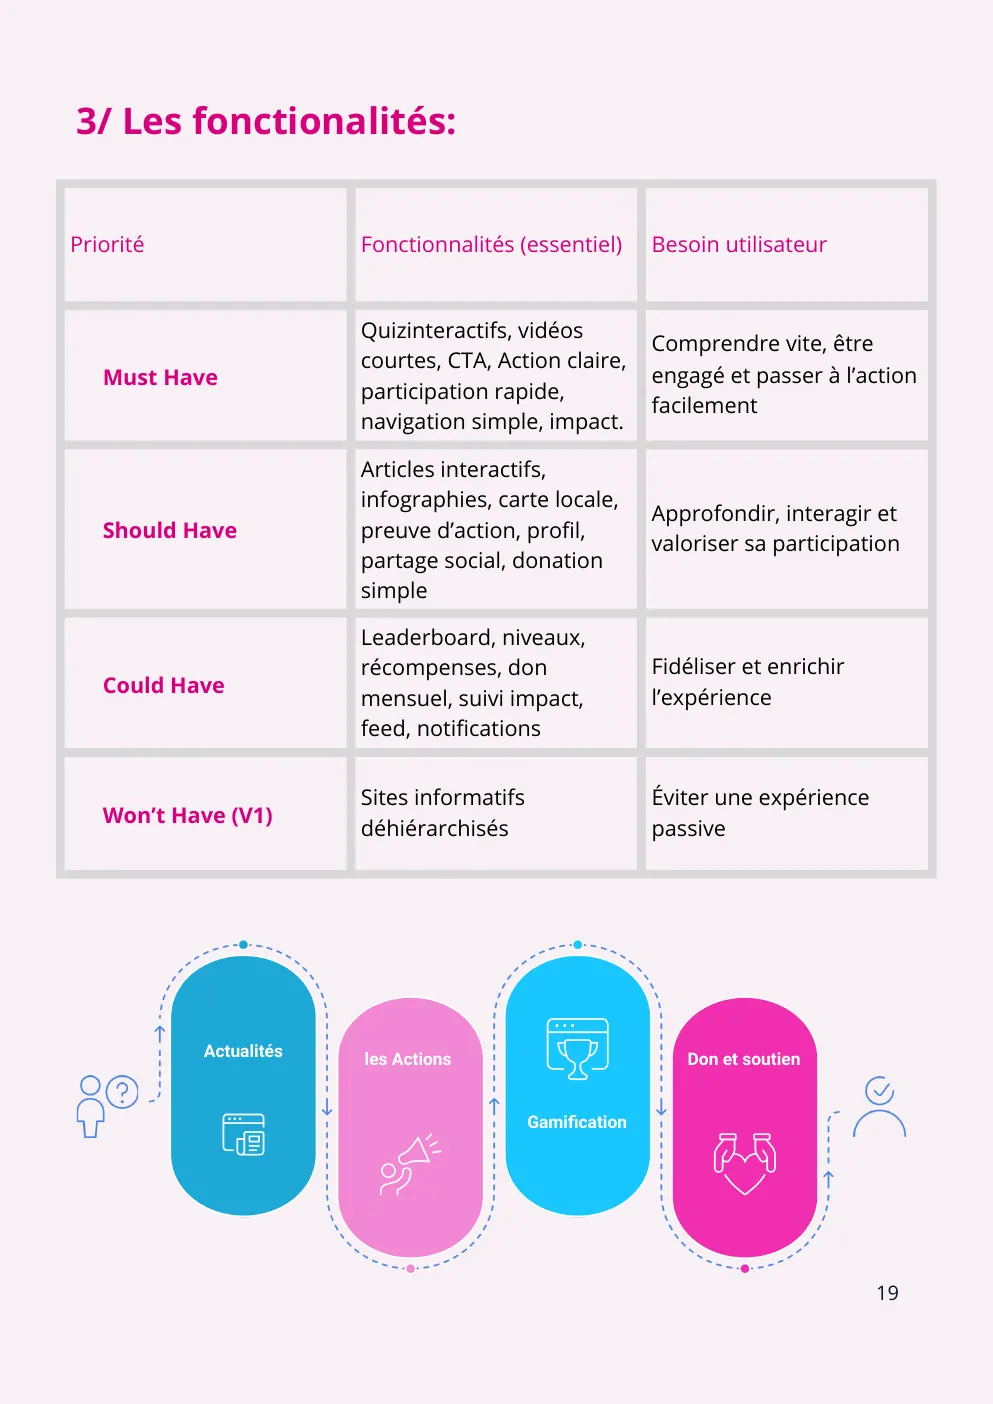 3/ Les fonctionalités:
Priorité
Fonctionnalités (essentiel)
Besoin utilisateur
Must Have
Quizinteractifs, vidéos
courtes, CTA, Action claire,
participation rapide,
navigation simple, impact.
Comprendre vite, être
engagé et passer à l’action
facilement
Should Have
Articles interactifs,
infographies, carte locale,
preuve d’action, profil,
partage social, donation
simple
Approfondir, interagir et
valoriser sa participation
Could Have
Leaderboard, niveaux,
récompenses, don
mensuel, suivi impact,
feed, notifications
Fidéliser et enrichir
l’expérience
Won’t Have (V1)
Sites informatifs
déhiérarchisés
Éviter une expérience
passive
Actualités
les Actions
Gamification
Don et soutien
?
19